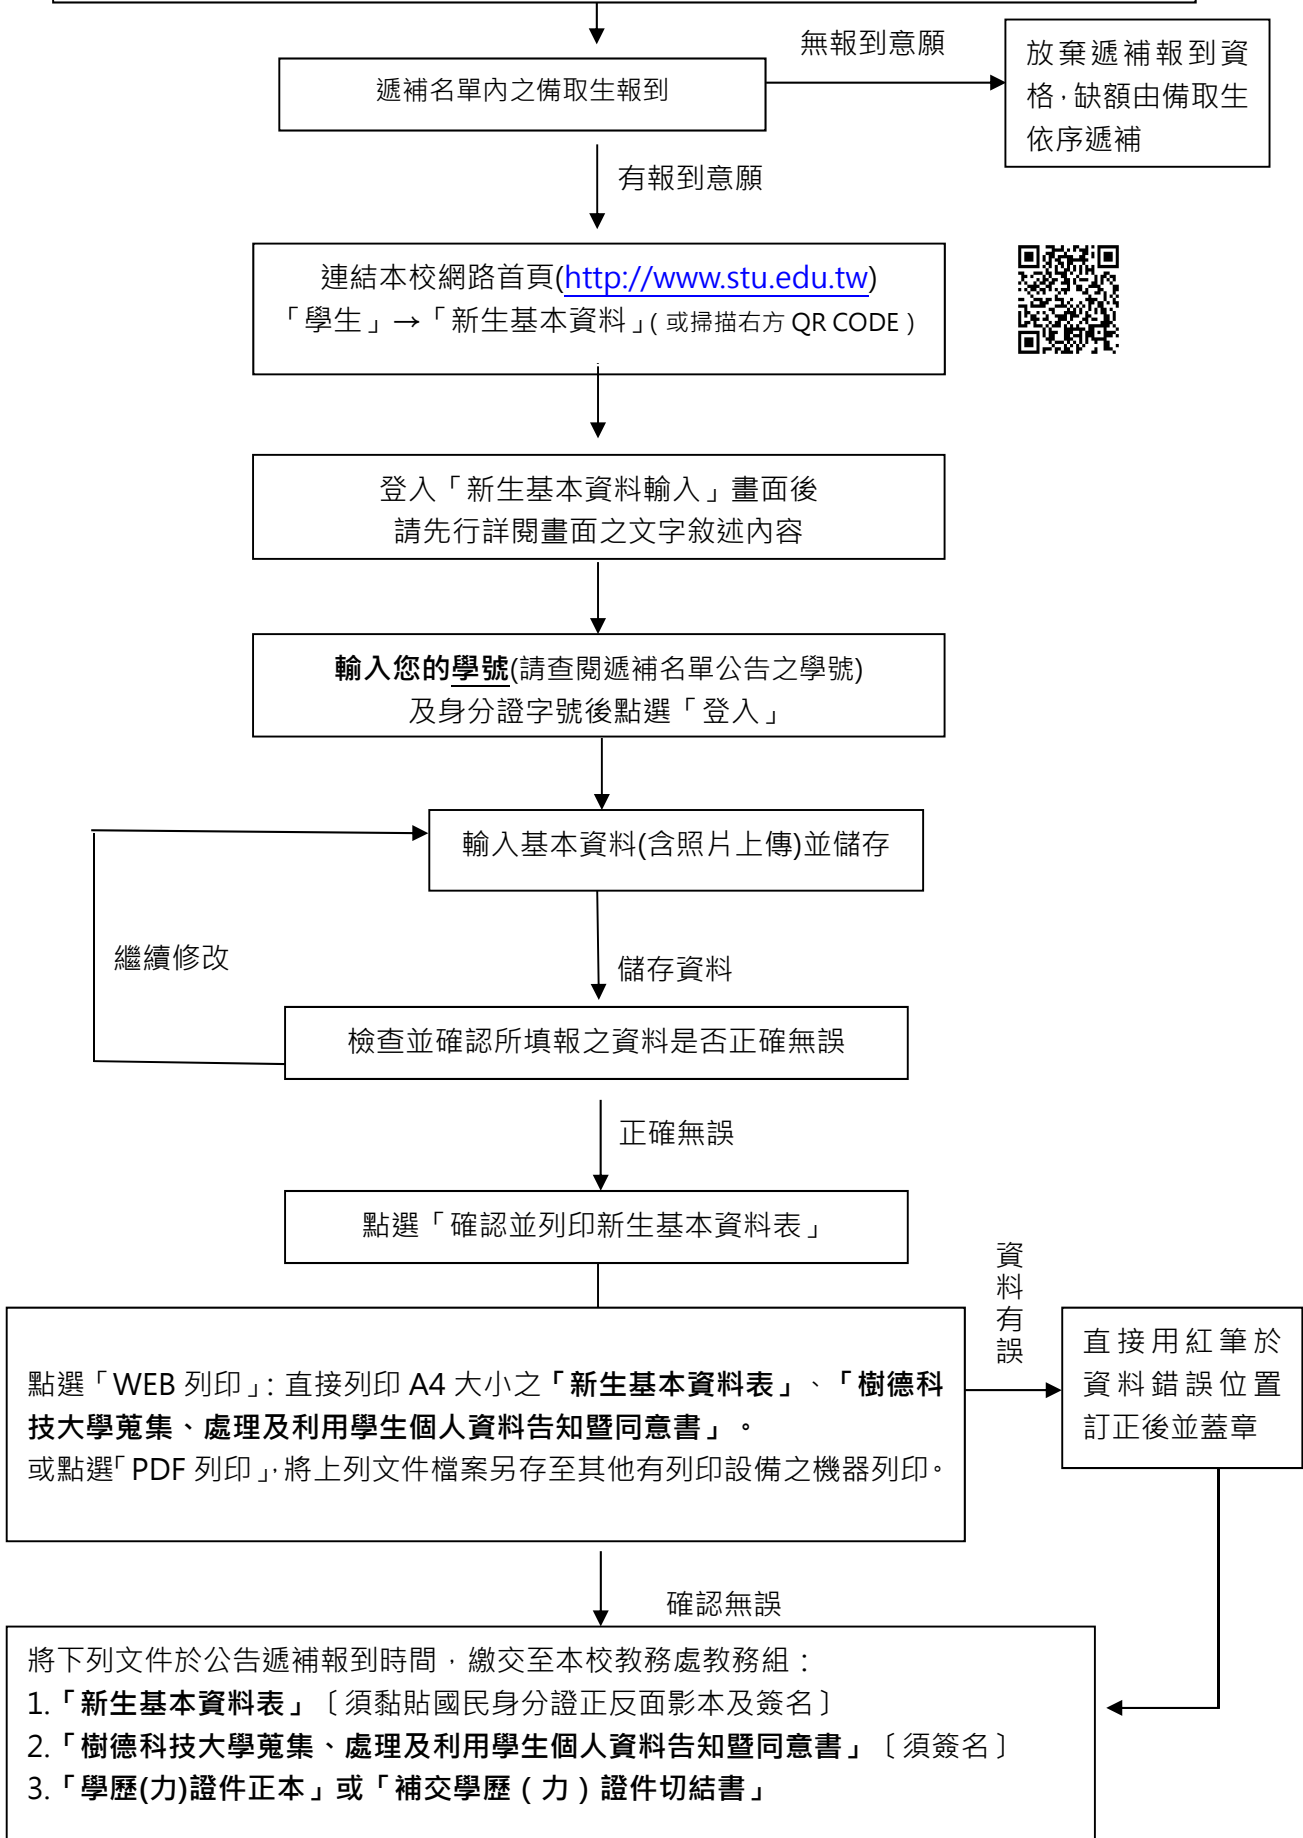 無報到意願
遞補名單內之備取生報到
放棄遞補報到資
格，缺額由備取生
依序遞補
有報到意願
連結本校網路首頁(http://www.stu.edu.tw)
「學生」→「新生基本資料」（或掃描右方 QR CODE）
登入「新生基本資料輸入」畫面後
請先行詳閱畫面之文字敘述內容
輸入您的學號(請查閱遞補名單公告之學號)
及身分證字號後點選「登入」
輸入基本資料(含照片上傳)並儲存
繼續修改
儲存資料
檢查並確認所填報之資料是否正確無誤
正確無誤
點選「確認並列印新生基本資料表」
資料有誤
點選「WEB 列印」：直接列印 A4 大小之「新生基本資料表」、「樹德科
技大學蒐集、處理及利用學生個人資料告知暨同意書」。
或點選「PDF 列印」，將上列文件檔案另存至其他有列印設備之機器列印。
直接用紅筆於
資料錯誤位置
訂正後並蓋章
確認無誤
將下列文件於公告遞補報到時間，繳交至本校教務處教務組：
1.「新生基本資料表」〔須黏貼國民身分證正反面影本及簽名〕
2.「樹德科技大學蒐集、處理及利用學生個人資料告知暨同意書」〔須簽名〕
3.「學歷(力)證件正本」或「補交學歷（力）證件切結書」